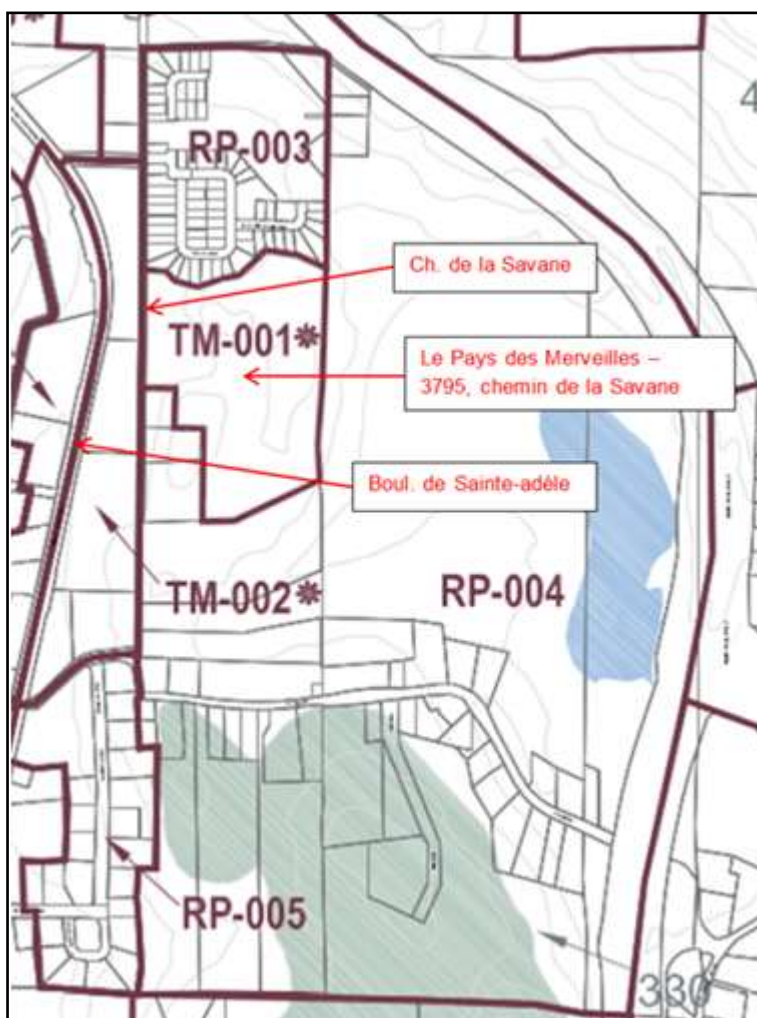 RP-003
Ch. de la Savane
TM-001*
Le Pays des Merveilles –
3795, chemin de la Savane
Boul. de Sainte-adèle
TM-002*
RP-004
RP-005
330